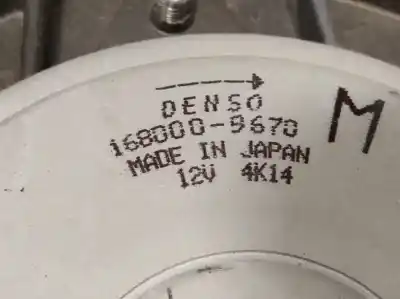 DENSO
168000-9670
MADE IN JAPAN
12V 4K14
M